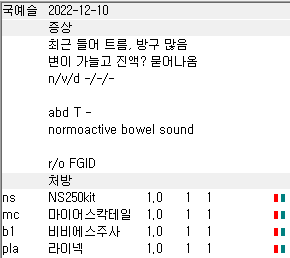 국예슬 2022-12-10
증상
최근 들어 트름, 방구 많음
변이 가늘고 진액? 묻어나옴
n/v/d -/-/-
abd T -
normoactive bowel sound
r/o FGID
처방
ns NS250kit 1.0 1 1
mc 마이어스칵테일 1.0 1 1
b1 비비에스주사 1.0 1 1
pla 라이넥 1.0 1 1